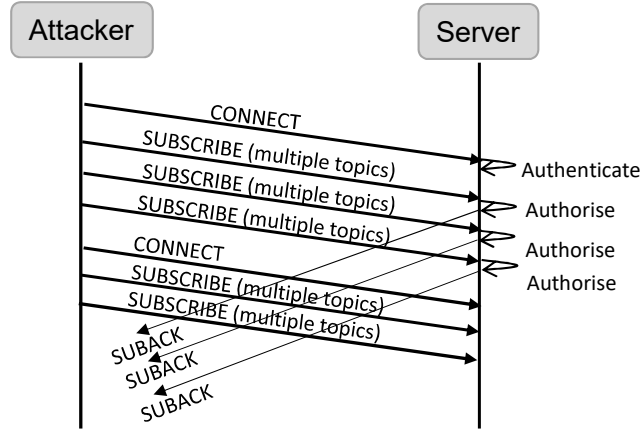 Attacker
Server
CONNECT
SUBSCRIBE (multiple topics)
Authenticate
SUBSCRIBE (multiple topics)
SUBSCRIBE (multiple topics)
Authorise
CONNECT
Authorise
SUBSCRIBE (multiple topics)
Authorise
SUBSCRIBE (multiple topics)
SUBACK
SUBACK
SUBACK